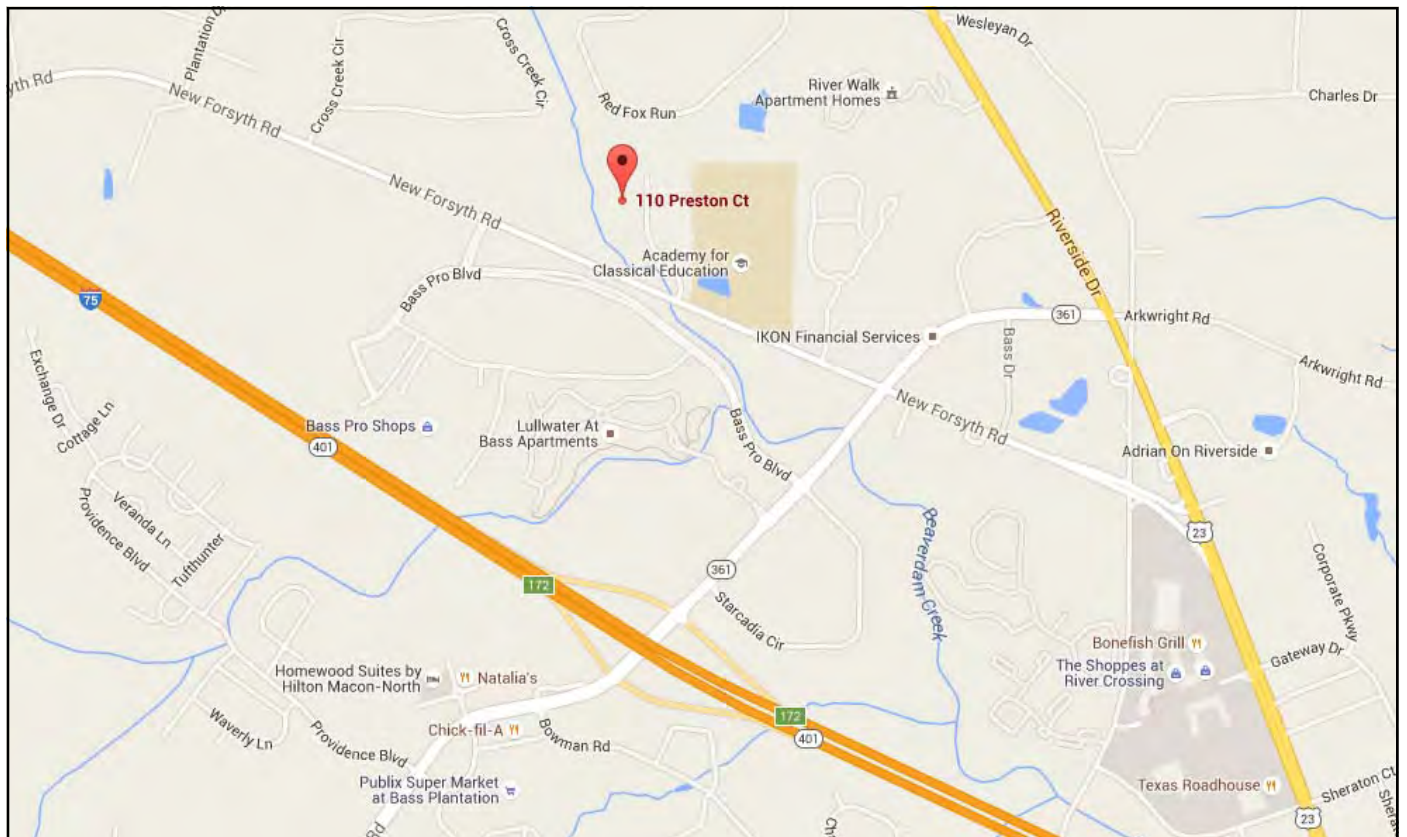 Wesleyan Dr
Plantation Dr
Cross Creek Cir
Cross Creek Cir
yth Rd
New Forsyth Rd
Red Fox Run
River Walk
Apartment Homes
Charles Dr
110 Preston Ct
New Forsyth Rd
Riverside Dr
Academy for
Classical Education
Bass Pro Blvd
75
361
Arkwright Rd
IKON Financial Services
Bass Dr
Arkwright Rd
Exchange Dr
Cottage Ln
Bass Pro Shops
401
Lullwater At
Bass Apartments
Bass Pro Blvd
New Forsyth Rd
Adrian On Riverside
Providence Blvd
Veranda Ln
Tufthunter
Beaverdam Creek
23
Corporate Pkwy
361
172
Starcadia Cir
Bonefish Grill
The Shoppes at
River Crossing
Gateway Dr
Homewood Suites by
Hilton Macon-North
Natalia's
Waverly Ln
Providence Blvd
Chick-fil-A
Bowman Rd
172
401
Publix Super Market
at Bass Plantation
Texas Roadhouse
Sheraton Ct
23
Rd